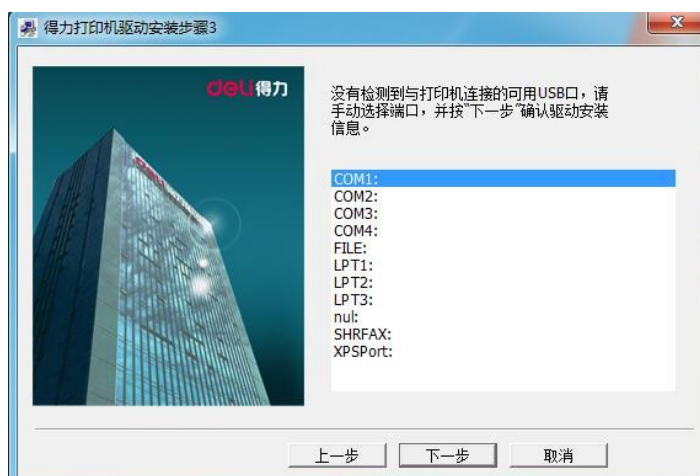 得力打印机驱动安装步骤3
deli得力
没有检测到与打印机连接的可用USB口，请
手动选择端口，并按“下一步”确认驱动安装
信息。
deli
COM1:
COM2:
COM3:
COM4:
FILE:
LPT1:
LPT2:
LPT3:
nul:
SHRFAX:
XPSPort:
上一步
下一步
取消